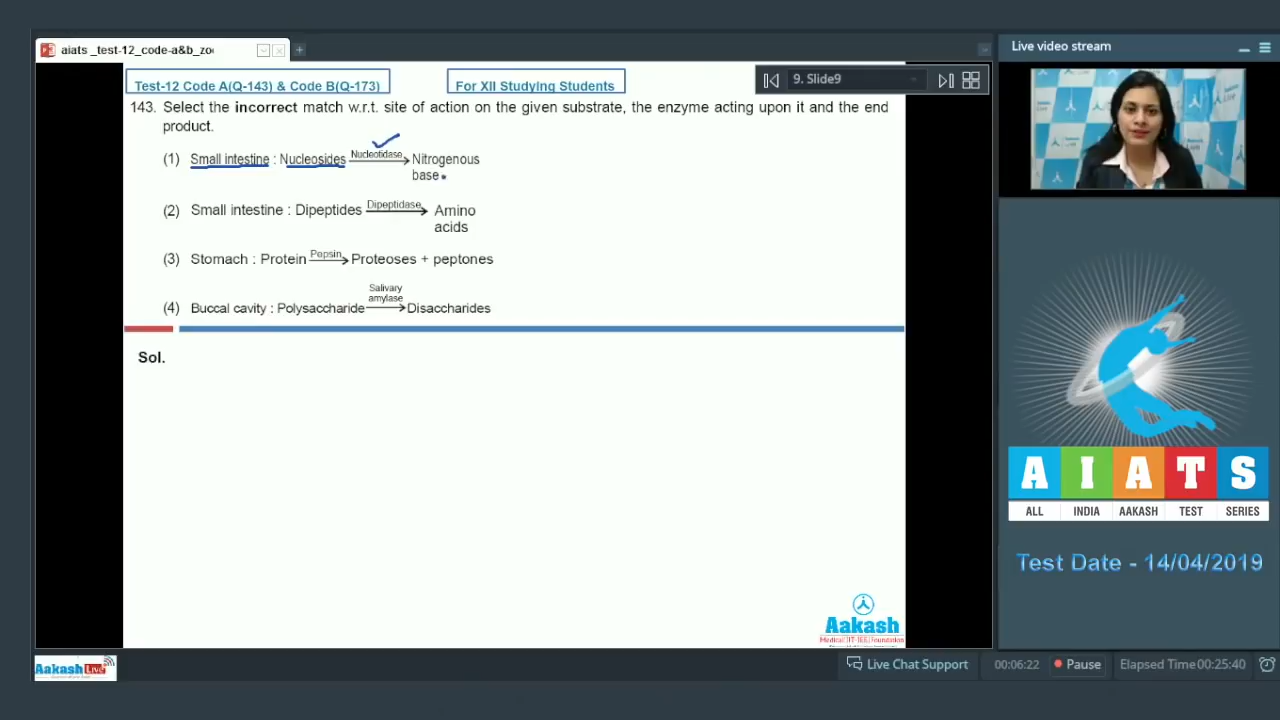 aiats _test-12_code-a&b_zo
Live video stream
Test-12 Code A(Q-143) & Code B(Q-173)
For XII Studying Students
9. Slide9
143. Select the incorrect match w.r.t. site of action on the given substrate, the enzyme acting upon it and the end
product.
(1) Small intestine : Nucleosides Nucleotidase Nitrogenous
base
(2) Small intestine : Dipeptides Dipeptidase Amino
acids
(3) Stomach : Protein Pepsin Proteoses + peptones
Salivary
amylase
(4) Buccal cavity : Polysaccharide Disaccharides
Sol.
A I A T S
ALL INDIA AAKASH TEST SERIES
Test Date - 14/04/2019
Aakash
Medical|IIT-JEE|Foundations
Aakash Live
Live Chat Support
00:06:22
Pause
Elapsed Time 00:25:40